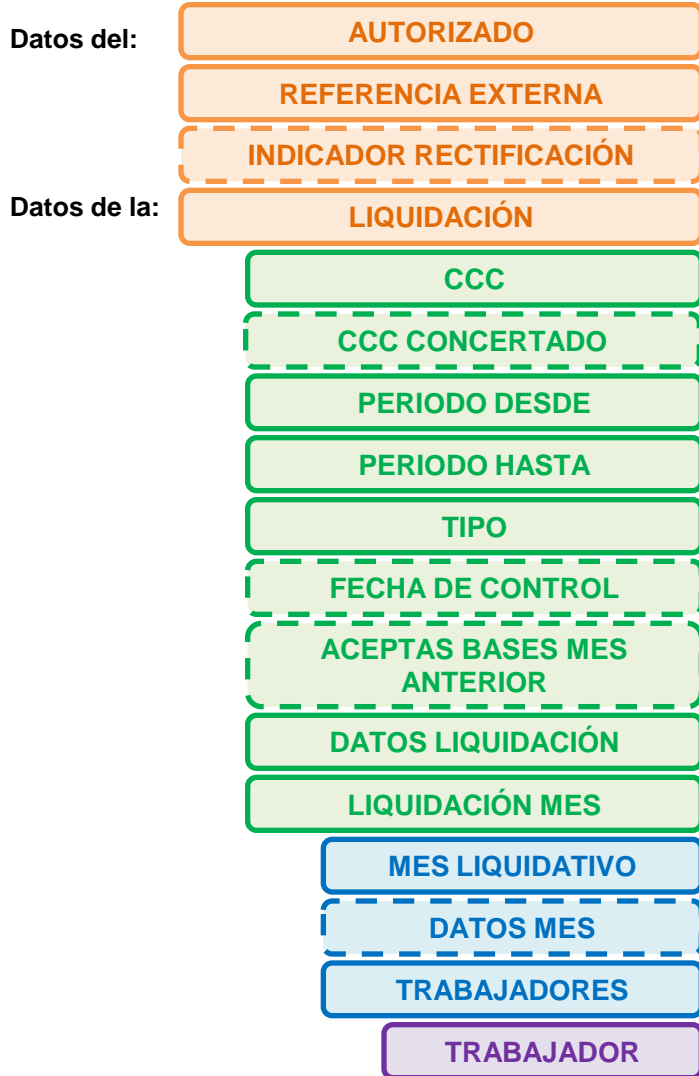 Datos del:
AUTORIZADO
REFERENCIA EXTERNA
INDICADOR RECTIFICACIÓN
Datos de la:
LIQUIDACIÓN
CCC
CCC CONCERTADO
PERIODO DESDE
PERIODO HASTA
TIPO
FECHA DE CONTROL
ACEPTAS BASES MES
ANTERIOR
DATOS LIQUIDACIÓN
LIQUIDACIÓN MES
MES LIQUIDATIVO
DATOS MES
TRABAJADORES
TRABAJADOR